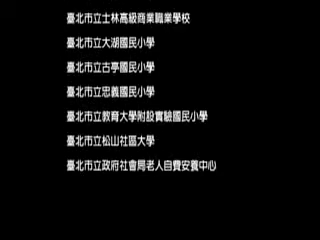 臺北市立士林高級商業職業學校
臺北市立大湖國民小學
臺北市立古亭國民小學
臺北市立忠義國民小學
臺北市立教育大學附設實驗國民小學
臺北市立松山社區大學
臺北市立政府社會局老人自費安養中心